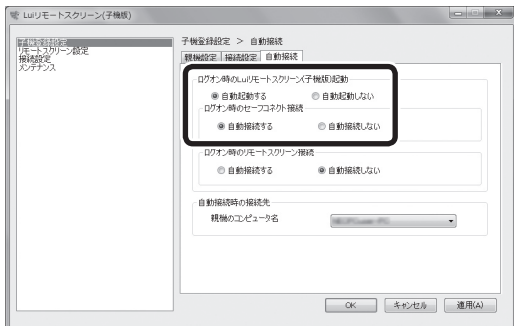 Luiリモートスクリーン(子機版)
子機登録設定
リモートスクリーン設定
接続設定
メンテナンス
子機登録設定 > 自動接続
親機設定 接続設定 自動接続
ログオン時のLuiリモートスクリーン(子機版)起動
自動起動する 自動起動しない
ログオン時のセーフコネクト接続
自動接続する 自動接続しない
ログオン時のリモートスクリーン接続
自動接続する 自動接続しない
自動接続時の接続先
親機のコンピュータ名
OK キャンセル 適用(A)